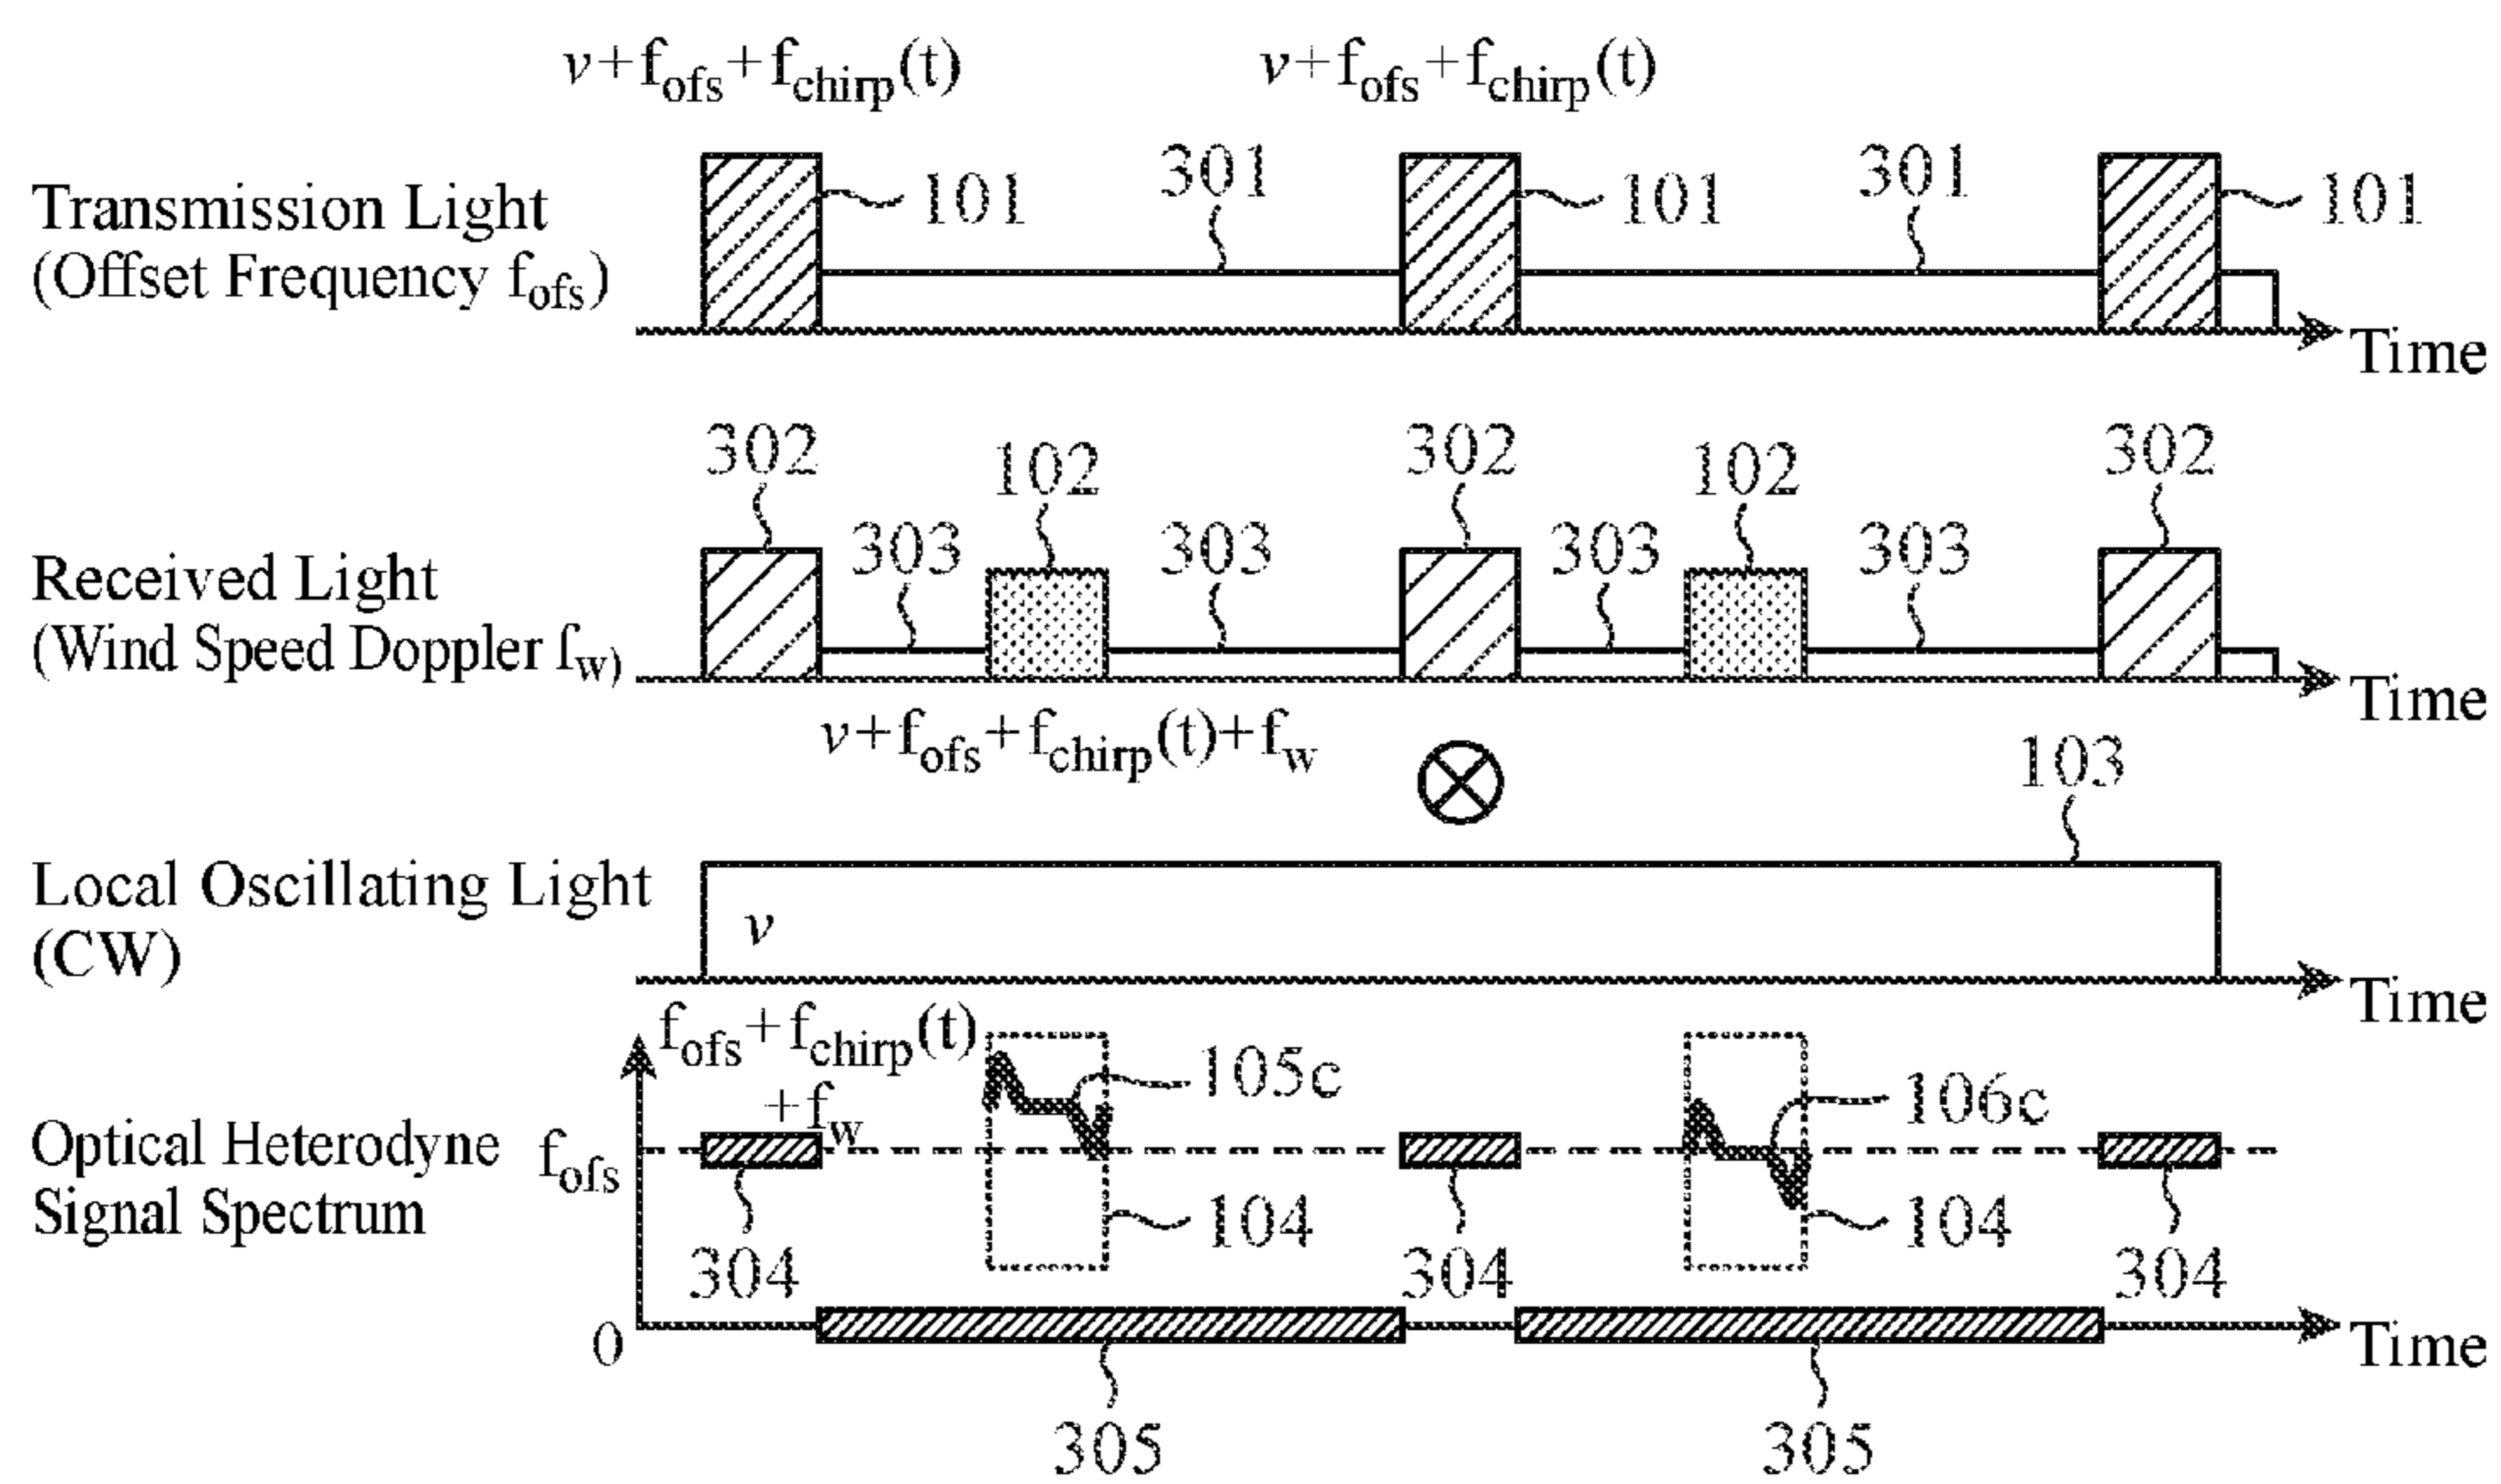 ν+fofs+fchirp(t) ν+fofs+fchirp(t)
301 301
Transmission Light 101 101 101
(Offset Frequency fofs)
Time
302 302 302
102 102
303 303 303 303
Received Light
(Wind Speed Doppler fw)
Time
ν+fofs+fchirp(t)+fw
103
Local Oscillating Light
ν
(CW)
Time
fofs+fchirp(t)
+fw
105c 106c
Optical Heterodyne
fofs
Signal Spectrum
104 104
304 304 304
0
Time
305 305